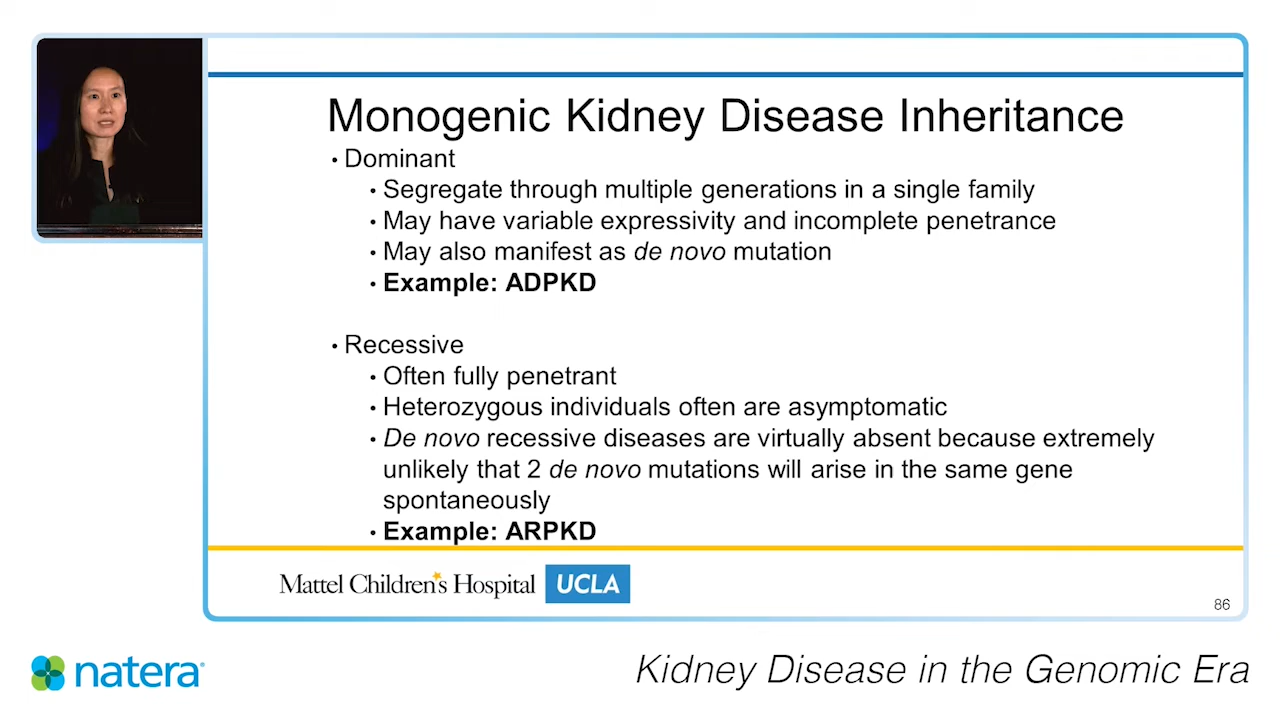 Monogenic Kidney Disease Inheritance
• Dominant
• Segregate through multiple generations in a single family
• May have variable expressivity and incomplete penetrance
• May also manifest as de novo mutation
• Example: ADPKD
• Recessive
• Often fully penetrant
• Heterozygous individuals often are asymptomatic
• De novo recessive diseases are virtually absent because extremely
unlikely that 2 de novo mutations will arise in the same gene
spontaneously
• Example: ARPKD
Mattel Children's Hospital UCLA
86
natera
Kidney Disease in the Genomic Era